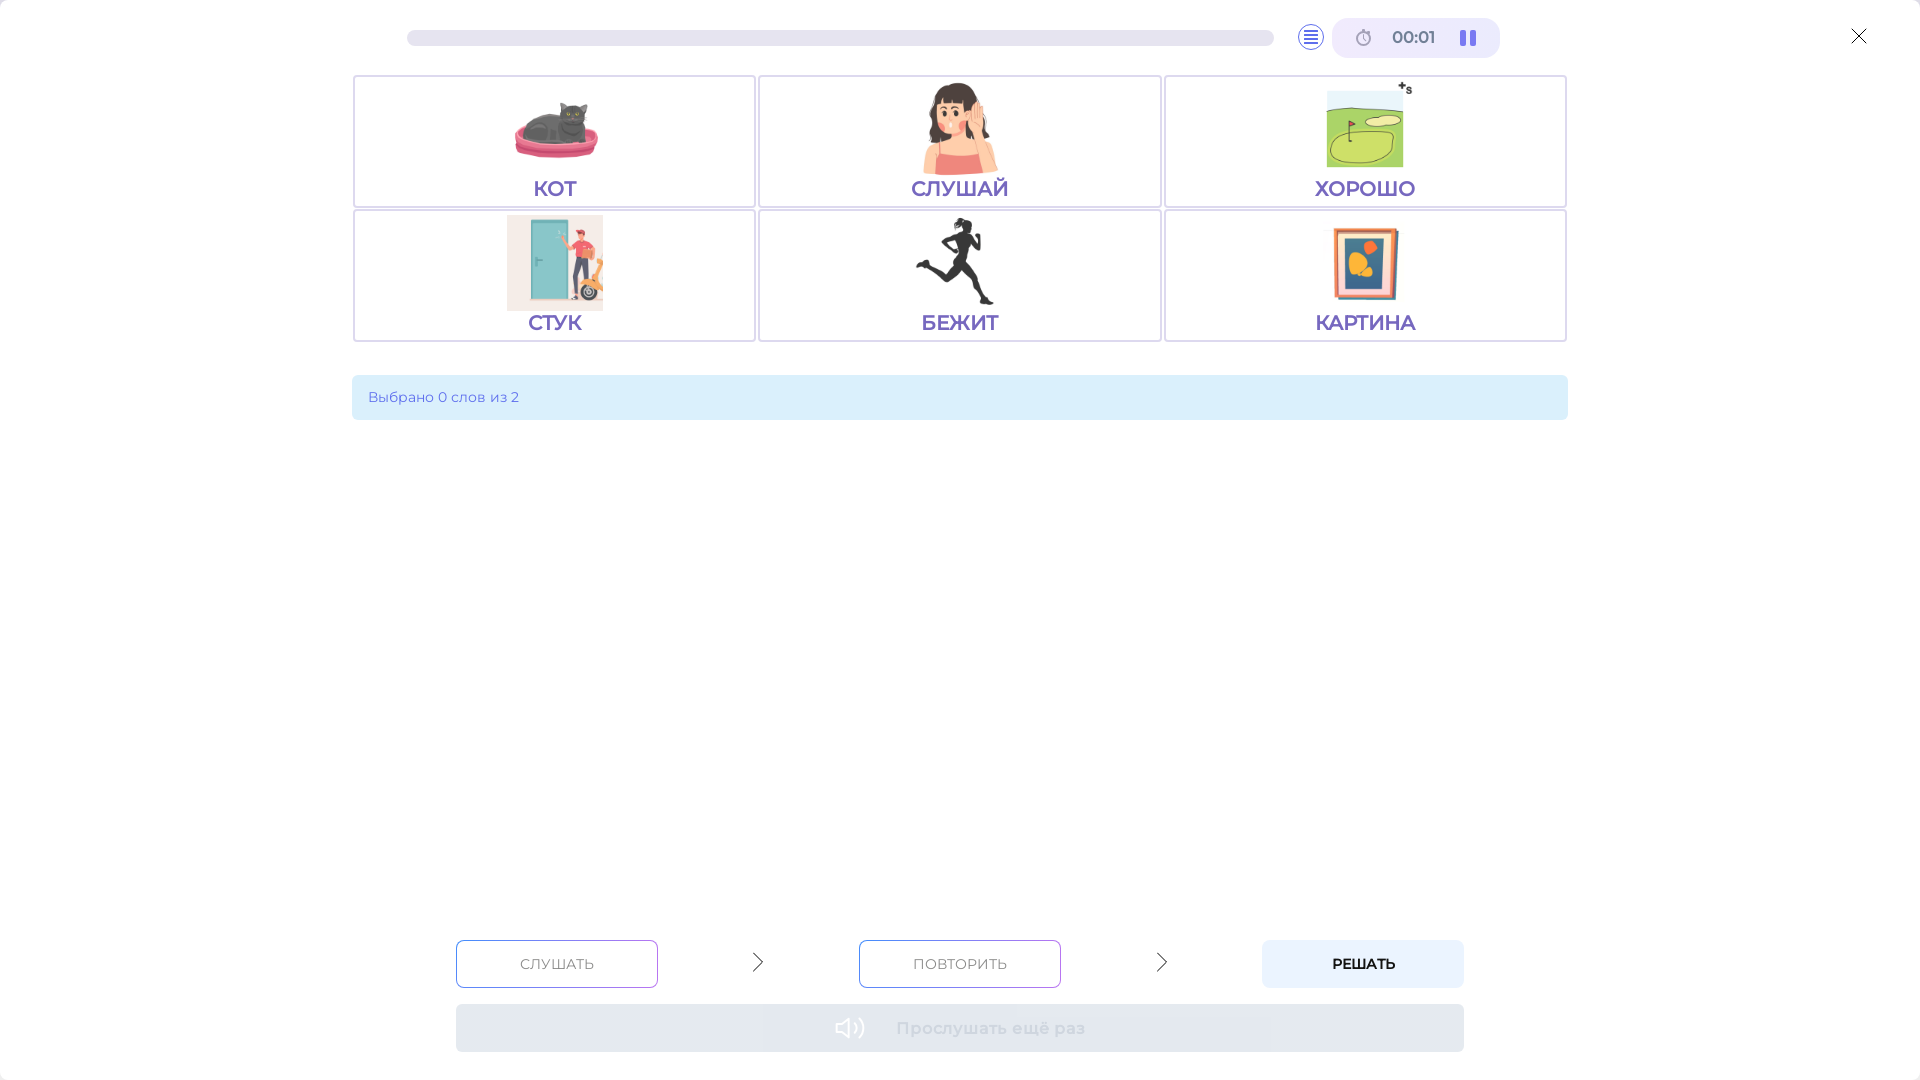 00:01
+s
КОТ
СЛУШАЙ
ХОРОШО
СТУК
БЕЖИТ
КАРТИНА
Выбрано 0 слов из 2
СЛУШАТЬ
ПОВТОРИТЬ
РЕШАТЬ
Прослушать ещё раз